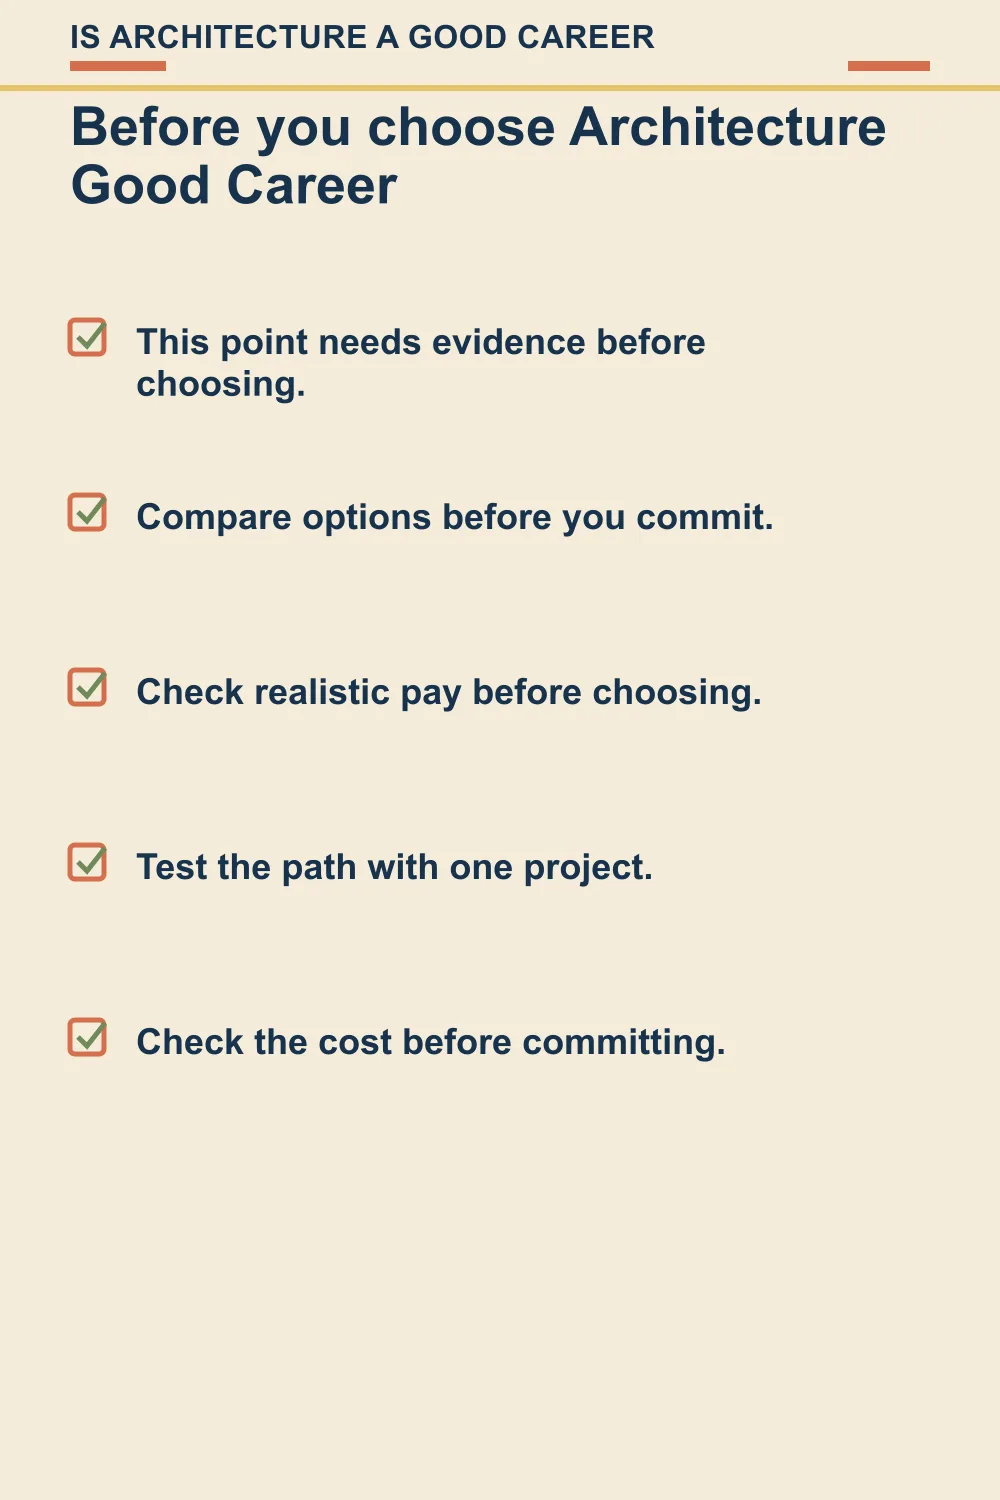 IS ARCHITECTURE A GOOD CAREER
Before you choose Architecture
Good Career
This point needs evidence before
choosing.
Compare options before you commit.
Check realistic pay before choosing.
Test the path with one project.
Check the cost before committing.